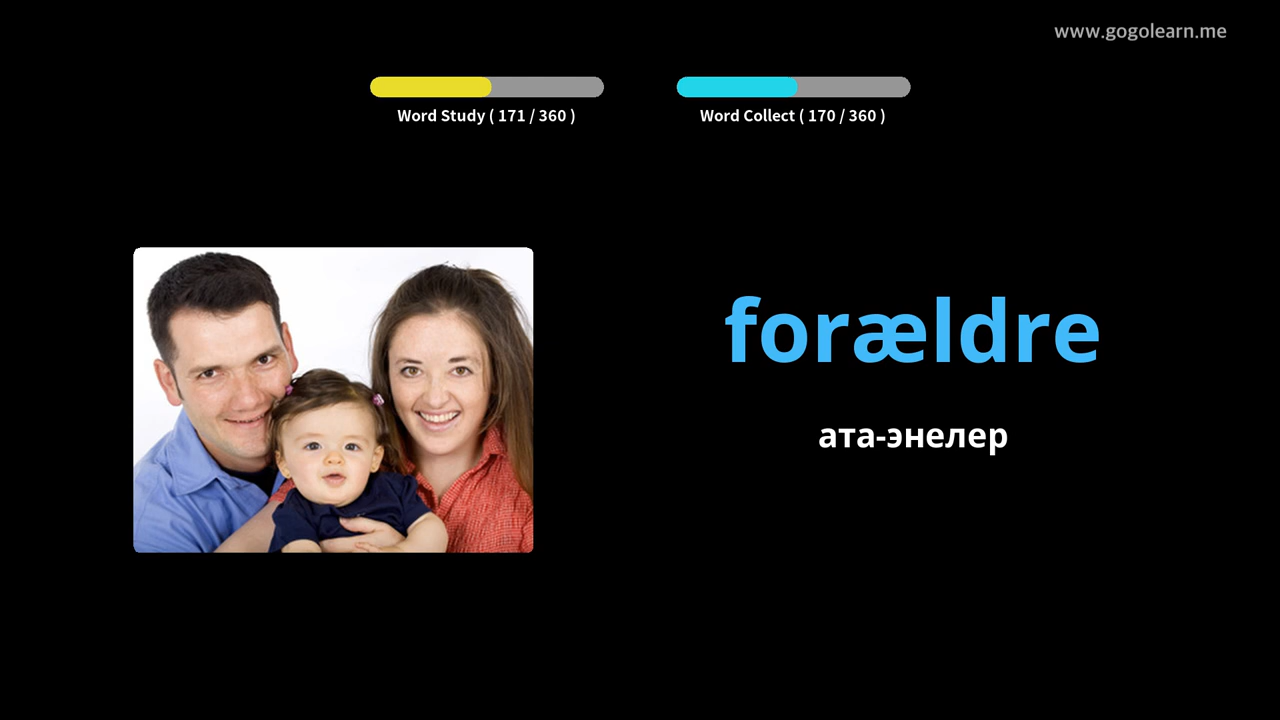 www.gogolearn.me
Word Study ( 171 / 360 )
Word Collect ( 170 / 360 )
forældre
ата-энелер